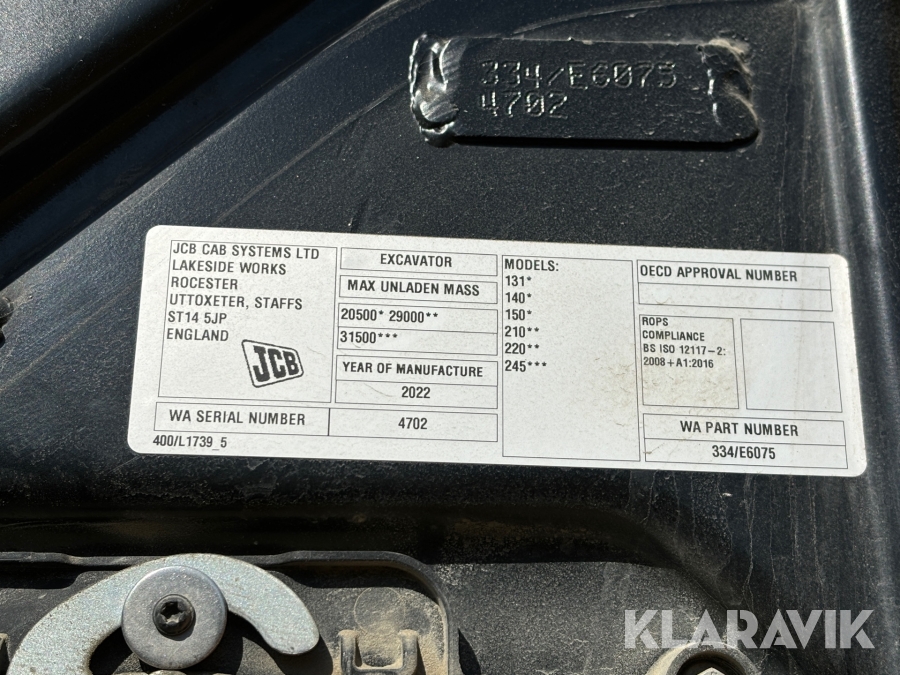 334/E6075
4702
JCB CAB SYSTEMS LTD
LAKESIDE WORKS
ROCESTER
UTTOXETER, STAFFS
ST14 5JP
ENGLAND
JCB
WA SERIAL NUMBER
4702
400/L1739_5
EXCAVATOR
MAX UNLADEN MASS
20500* 29000**
31500***
YEAR OF MANUFACTURE
2022
MODELS:
131*
140*
150*
210**
220**
245***
OECD APPROVAL NUMBER
ROPS
COMPLIANCE
BS ISO 12117-2:
2008+A1:2016
WA PART NUMBER
334/E6075
KLARAVIK